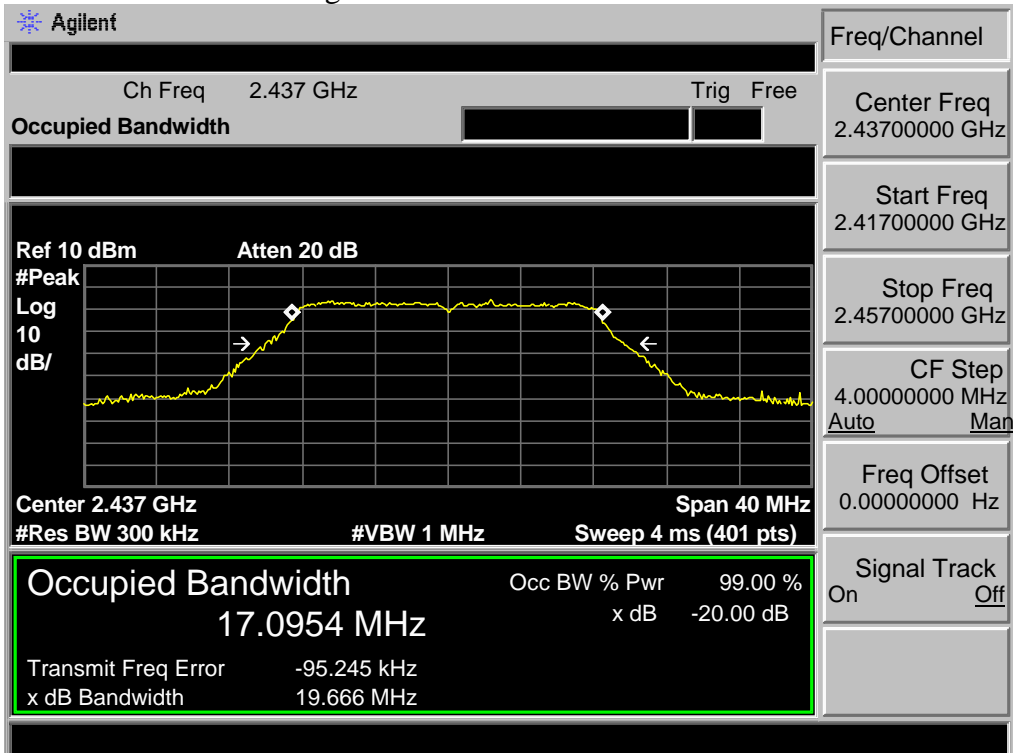 Agilent
Freq/Channel
Ch Freq 2.437 GHz Trig Free
Occupied Bandwidth
Center Freq
2.43700000 GHz
Start Freq
2.41700000 GHz
Ref 10 dBm Atten 20 dB
#Peak
Log
10
dB/
Stop Freq
2.45700000 GHz
CF Step
4.00000000 MHz
Auto Man
Freq Offset
0.00000000 Hz
Center 2.437 GHz Span 40 MHz
#Res BW 300 kHz #VBW 1 MHz Sweep 4 ms (401 pts)
Signal Track
On Off
Occupied Bandwidth
17.0954 MHz
Occ BW % Pwr 99.00 %
x dB -20.00 dB
Transmit Freq Error -95.245 kHz
x dB Bandwidth 19.666 MHz